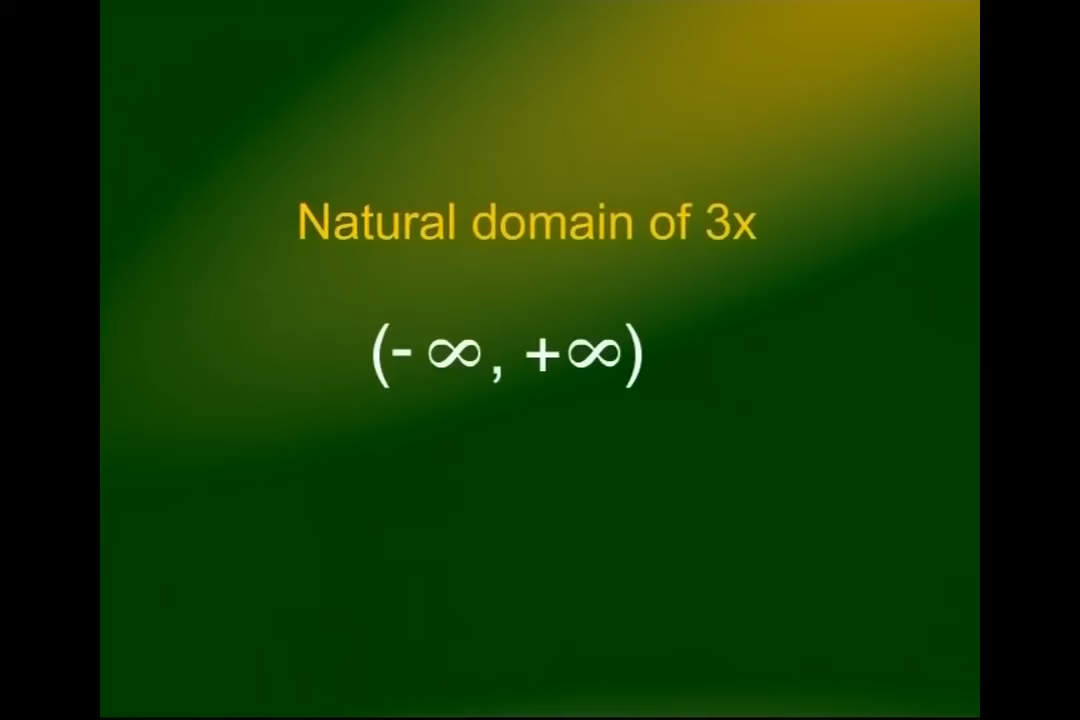 Natural domain of 3x
(- ∞, +∞)